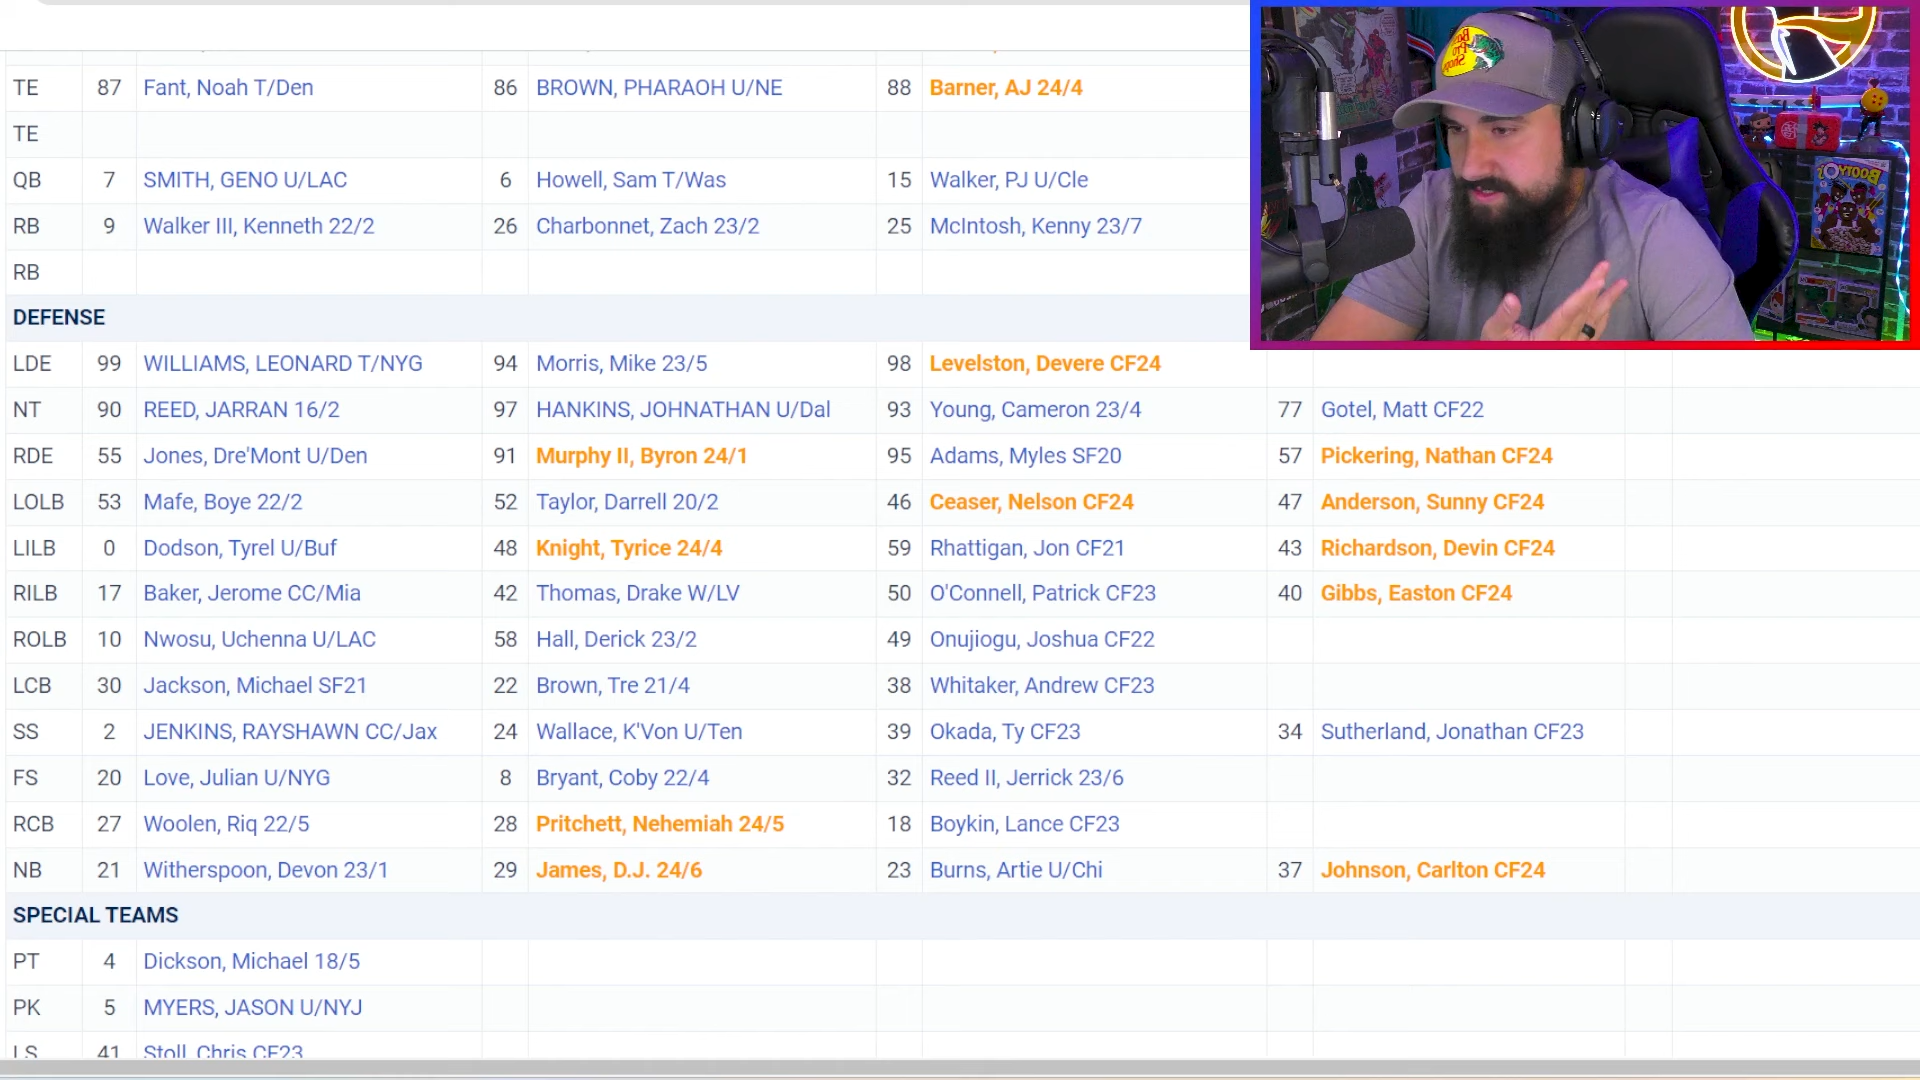 TE 87 Fant, Noah T/Den 86 BROWN, PHARAOH U/NE 88 Barner, AJ 24/4
TE
QB 7 SMITH, GENO U/LAC 6 Howell, Sam T/Was 15 Walker, PJ U/Cle
RB 9 Walker III, Kenneth 22/2 26 Charbonnet, Zach 23/2 25 McIntosh, Kenny 23/7
RB
DEFENSE
LDE 99 WILLIAMS, LEONARD T/NYG 94 Morris, Mike 23/5 98 Levelston, Devere CF24
NT 90 REED, JARRAN 16/2 97 HANKINS, JOHNATHAN U/Dal 93 Young, Cameron 23/4 77 Gotel, Matt CF22
RDE 55 Jones, Dre'Mont U/Den 91 Murphy II, Byron 24/1 95 Adams, Myles SF20 57 Pickering, Nathan CF24
LOLB 53 Mafe, Boye 22/2 52 Taylor, Darrell 20/2 46 Ceaser, Nelson CF24 47 Anderson, Sunny CF24
LILB 0 Dodson, Tyrel U/Buf 48 Knight, Tyrice 24/4 59 Rhattigan, Jon CF21 43 Richardson, Devin CF24
RILB 17 Baker, Jerome CC/Mia 42 Thomas, Drake W/LV 50 O'Connell, Patrick CF23 40 Gibbs, Easton CF24
ROLB 10 Nwosu, Uchenna U/LAC 58 Hall, Derick 23/2 49 Onujiogu, Joshua CF22
LCB 30 Jackson, Michael SF21 22 Brown, Tre 21/4 38 Whitaker, Andrew CF23
SS 2 JENKINS, RAYSHAWN CC/Jax 24 Wallace, K'Von U/Ten 39 Okada, Ty CF23 34 Sutherland, Jonathan CF23
FS 20 Love, Julian U/NYG 8 Bryant, Coby 22/4 32 Reed II, Jerrick 23/6
RCB 27 Woolen, Riq 22/5 28 Pritchett, Nehemiah 24/5 18 Boykin, Lance CF23
NB 21 Witherspoon, Devon 23/1 29 James, D.J. 24/6 23 Burns, Artie U/Chi 37 Johnson, Carlton CF24
SPECIAL TEAMS
PT 4 Dickson, Michael 18/5
PK 5 MYERS, JASON U/NYJ
LS 41 Stoll, Chris CF23
Bass
Pro
Shops
BOOTY O'S